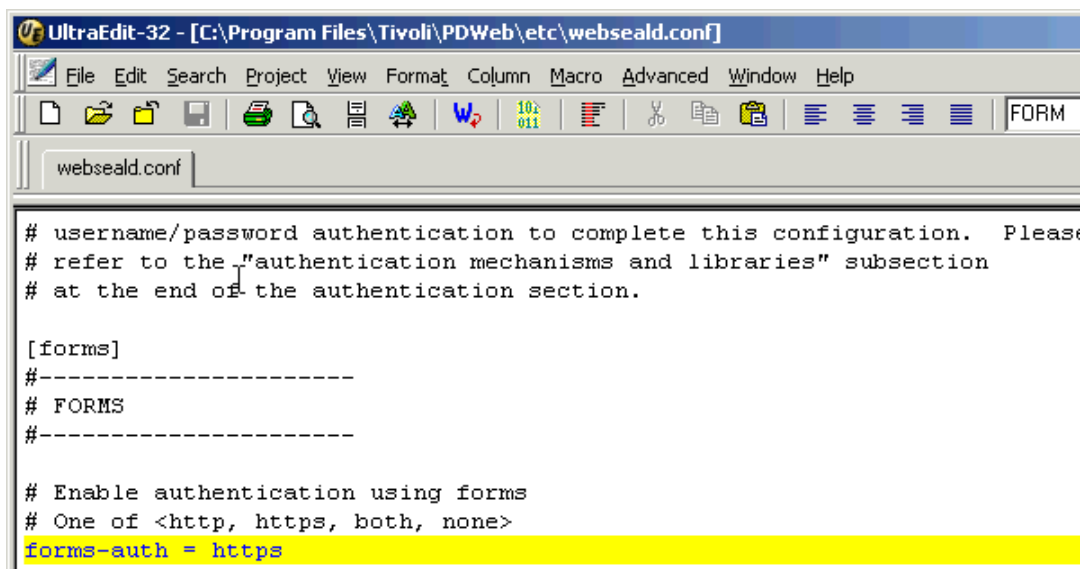 UltraEdit-32 - [C:\Program Files\Tivoli\PDWeb\etc\webseald.conf]
File Edit Search Project View Format Column Macro Advanced Window Help
W 101 011 FORM
webseald.conf
# username/password authentication to complete this configuration. Please
# refer to the "authentication mechanisms and libraries" subsection
# at the end of the authentication section.
[forms]
#----------------------
# FORMS
#----------------------
# Enable authentication using forms
# One of <http, https, both, none>
forms-auth = https